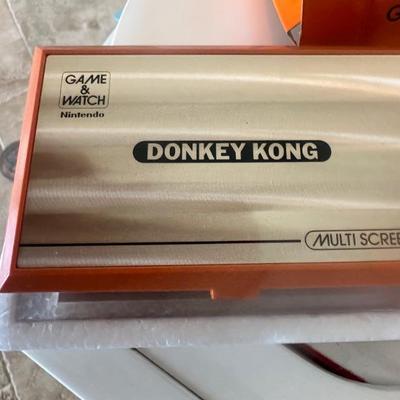 G
GAME
&
WATCH
Nintendo
DONKEY KONG
MULTI SCREE